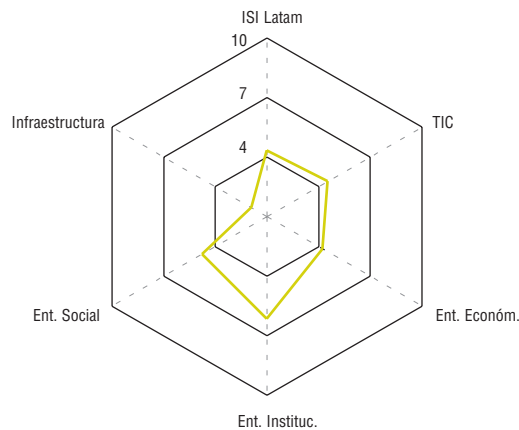 ISI Latam
10
7
4
Infraestructura
TIC
Ent. Social
Ent. Económ.
Ent. Instituc.